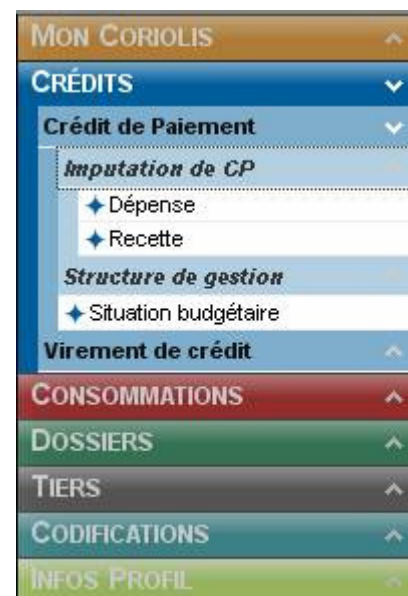 MON CORIOLIS
CRÉDITS
Crédit de Paiement
Imputation de CP
Dépense
Recette
Structure de gestion
Situation budgétaire
Virement de crédit
CONSOMMATIONS
DOSSIERS
TIERS
CODIFICATIONS
INFOS PROFIL